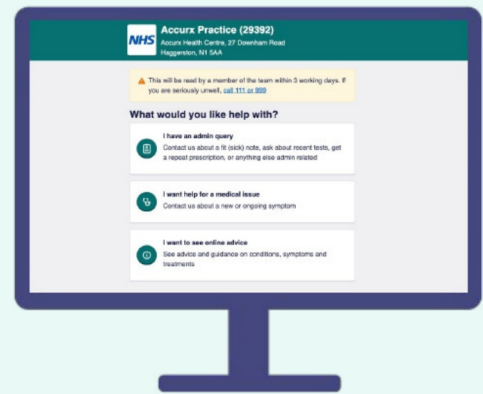 NHS
Accurx Practice (29392)
Accurx Health Centre, 27 Downham Road
Haggerston, N1 5AA
This will be read by a member of the team within 3 working days. If
you are seriously unwell, call 111 or 999
What would you like help with?
I have an admin query
Contact us about a fit (sick) note, ask about recent tests, get
a repeat prescription, or anything else admin related
I want help for a medical issue
Contact us about a new or ongoing symptom
I want to see online advice
See advice and guidance on conditions, symptoms and
treatments